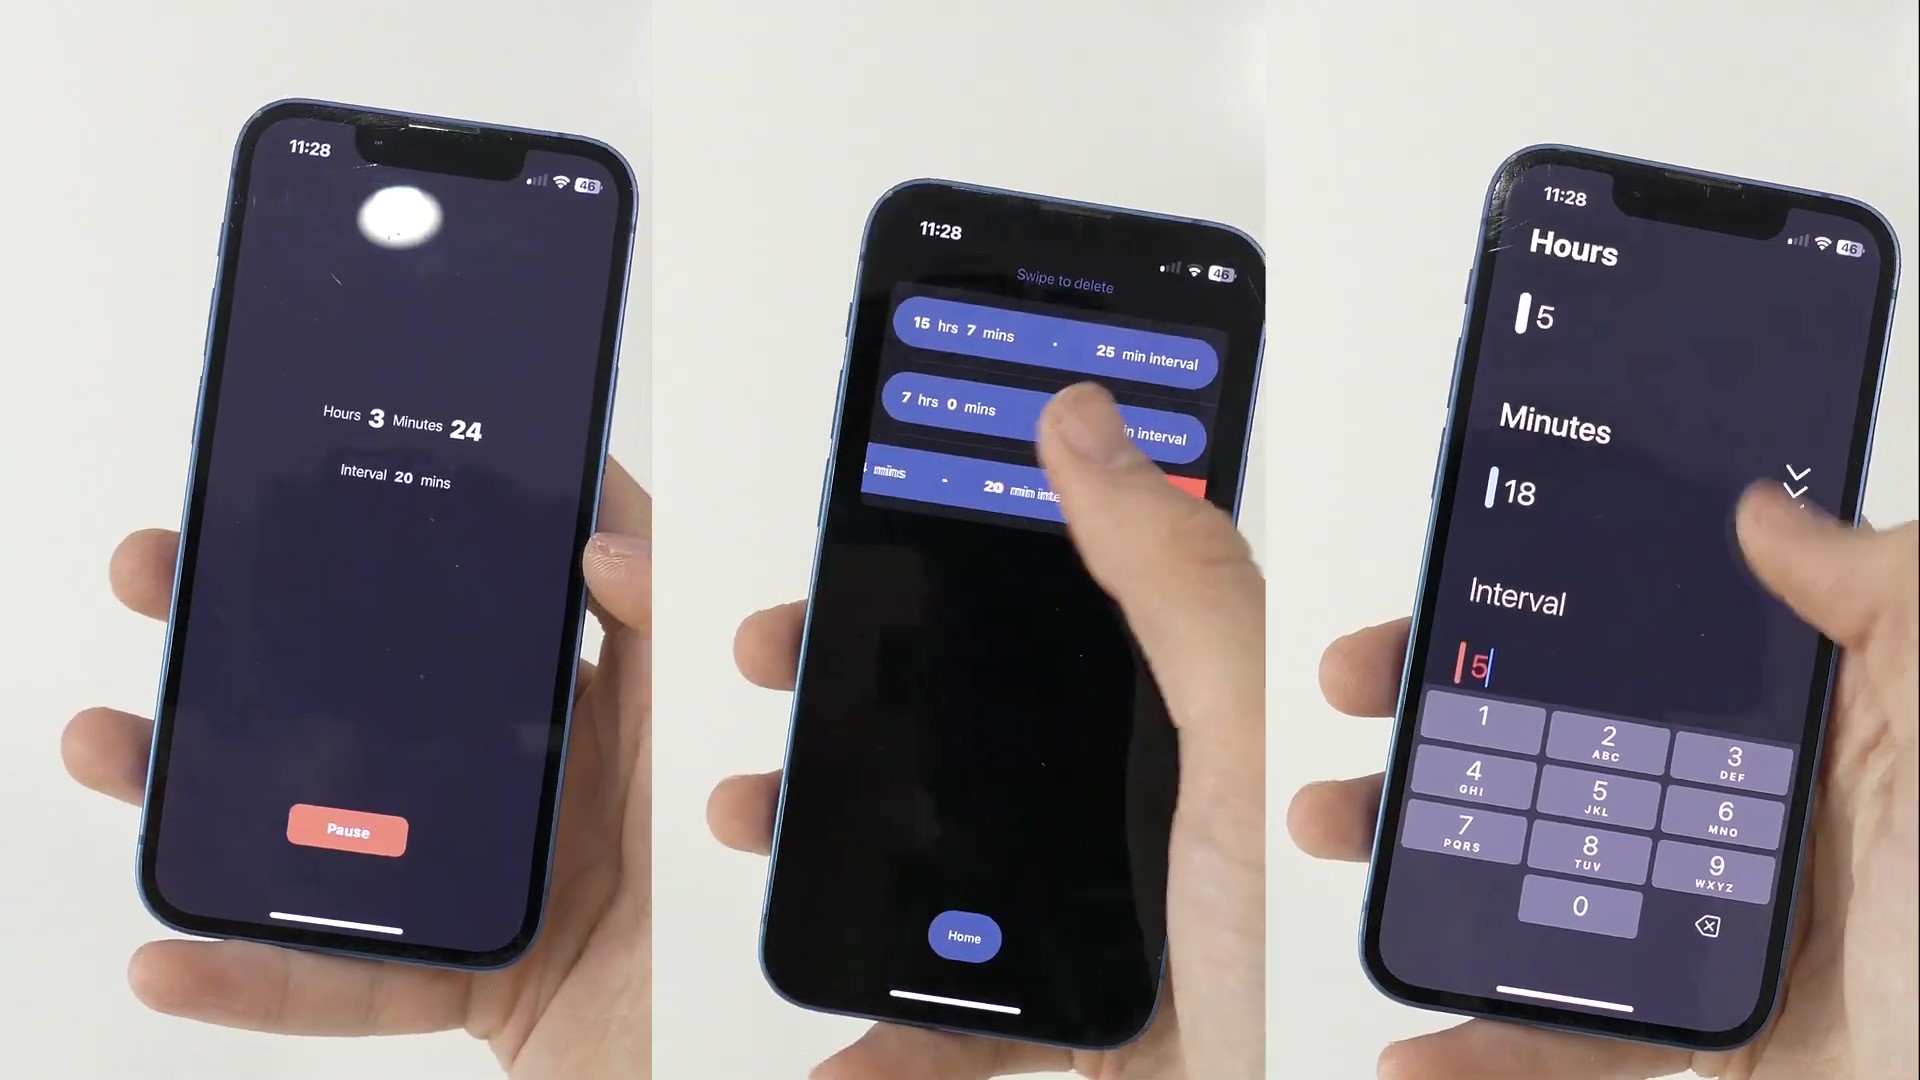 11:28
46
Hours 3 Minutes 24
Interval 20 mins
Pause
11:28
46
Swipe to delete
15 hrs 7 mins · 25 min interval
7 hrs 0 mins in interval
mins · 20 min inte
Home
11:28
46
Hours
5
Minutes
18
Interval
5
1 2 ABC 3 DEF
4 GHI 5 JKL 6 MNO
7 PQRS 8 TUV 9 WXYZ
0